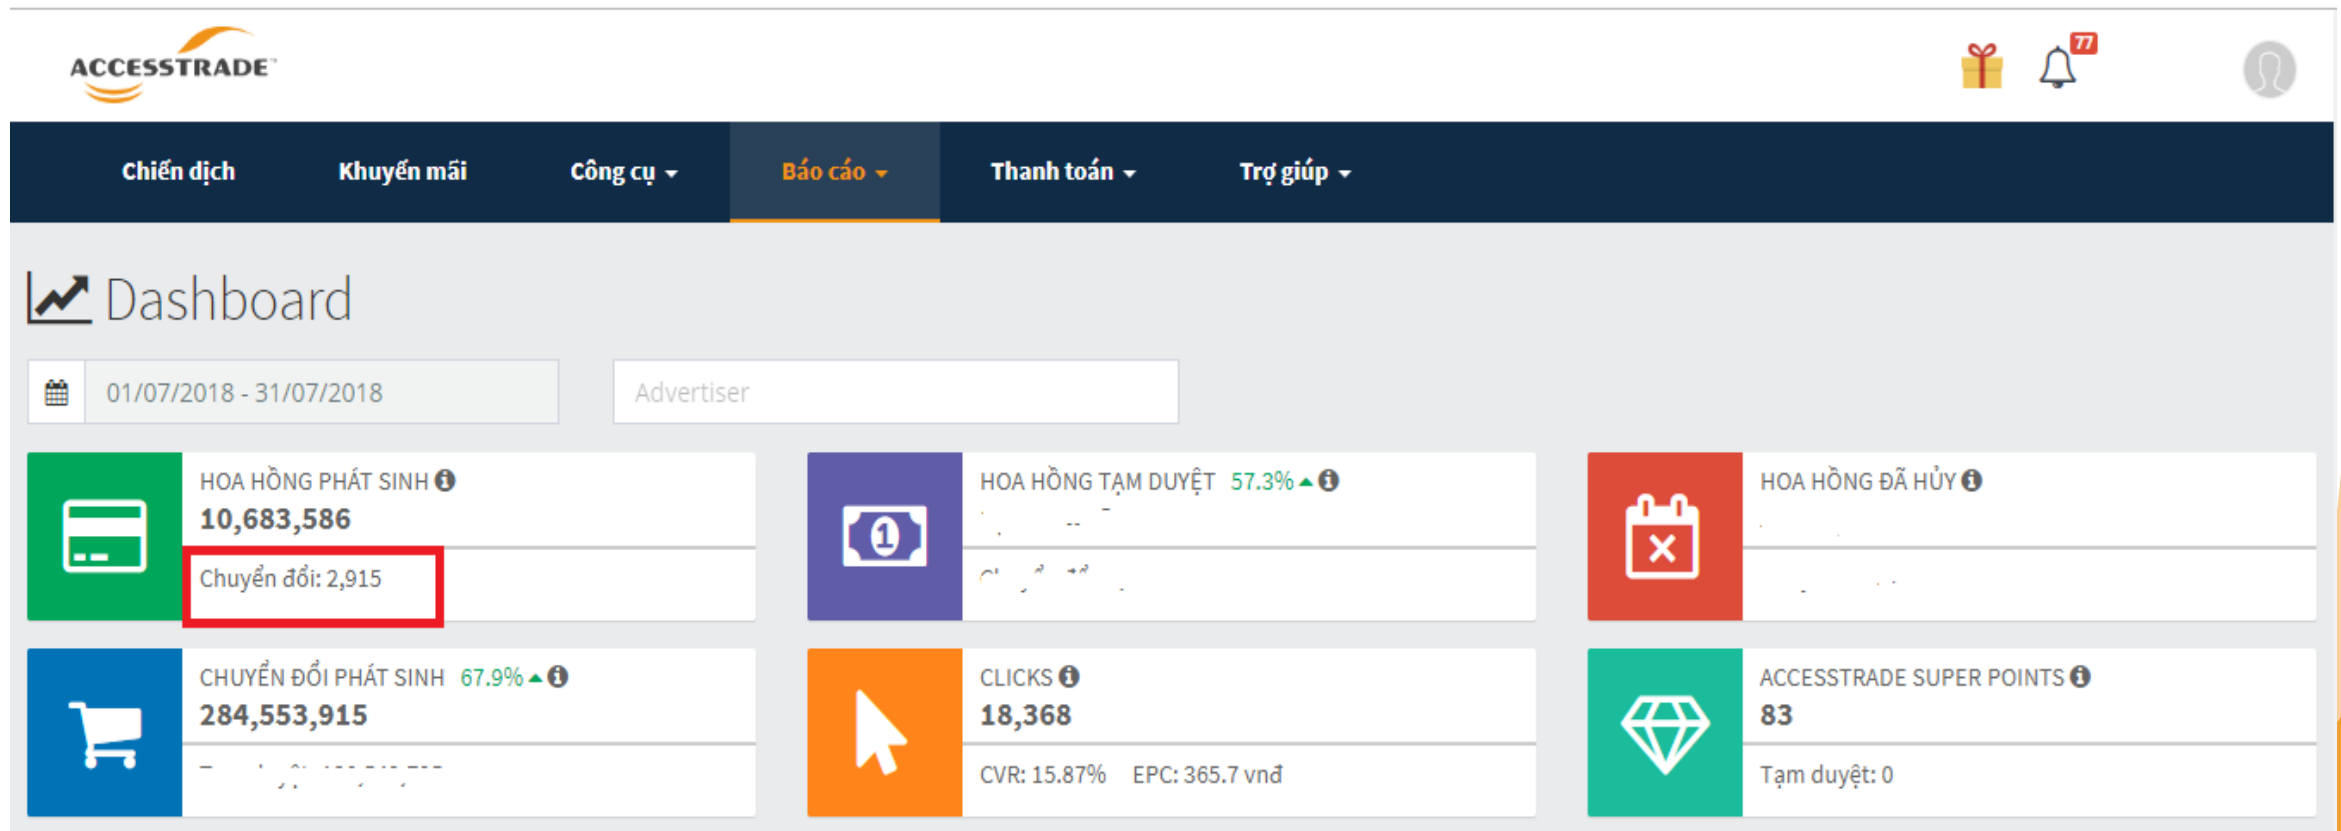 ACCESSTRADE
77
Chiến dịch Khuyến mãi Công cụ Báo cáo Thanh toán Trợ giúp
Dashboard
01/07/2018 - 31/07/2018 Advertiser
HOA HỒNG PHÁT SINH
10,683,586
Chuyển đổi: 2,915
HOA HỒNG TẠM DUYỆT 57.3%
HOA HỒNG ĐÃ HỦY
CHUYỂN ĐỔI PHÁT SINH 67.9%
284,553,915
CLICKS
18,368
CVR: 15.87% EPC: 365.7 vnđ
ACCESSTRADE SUPER POINTS
83
Tạm duyệt: 0